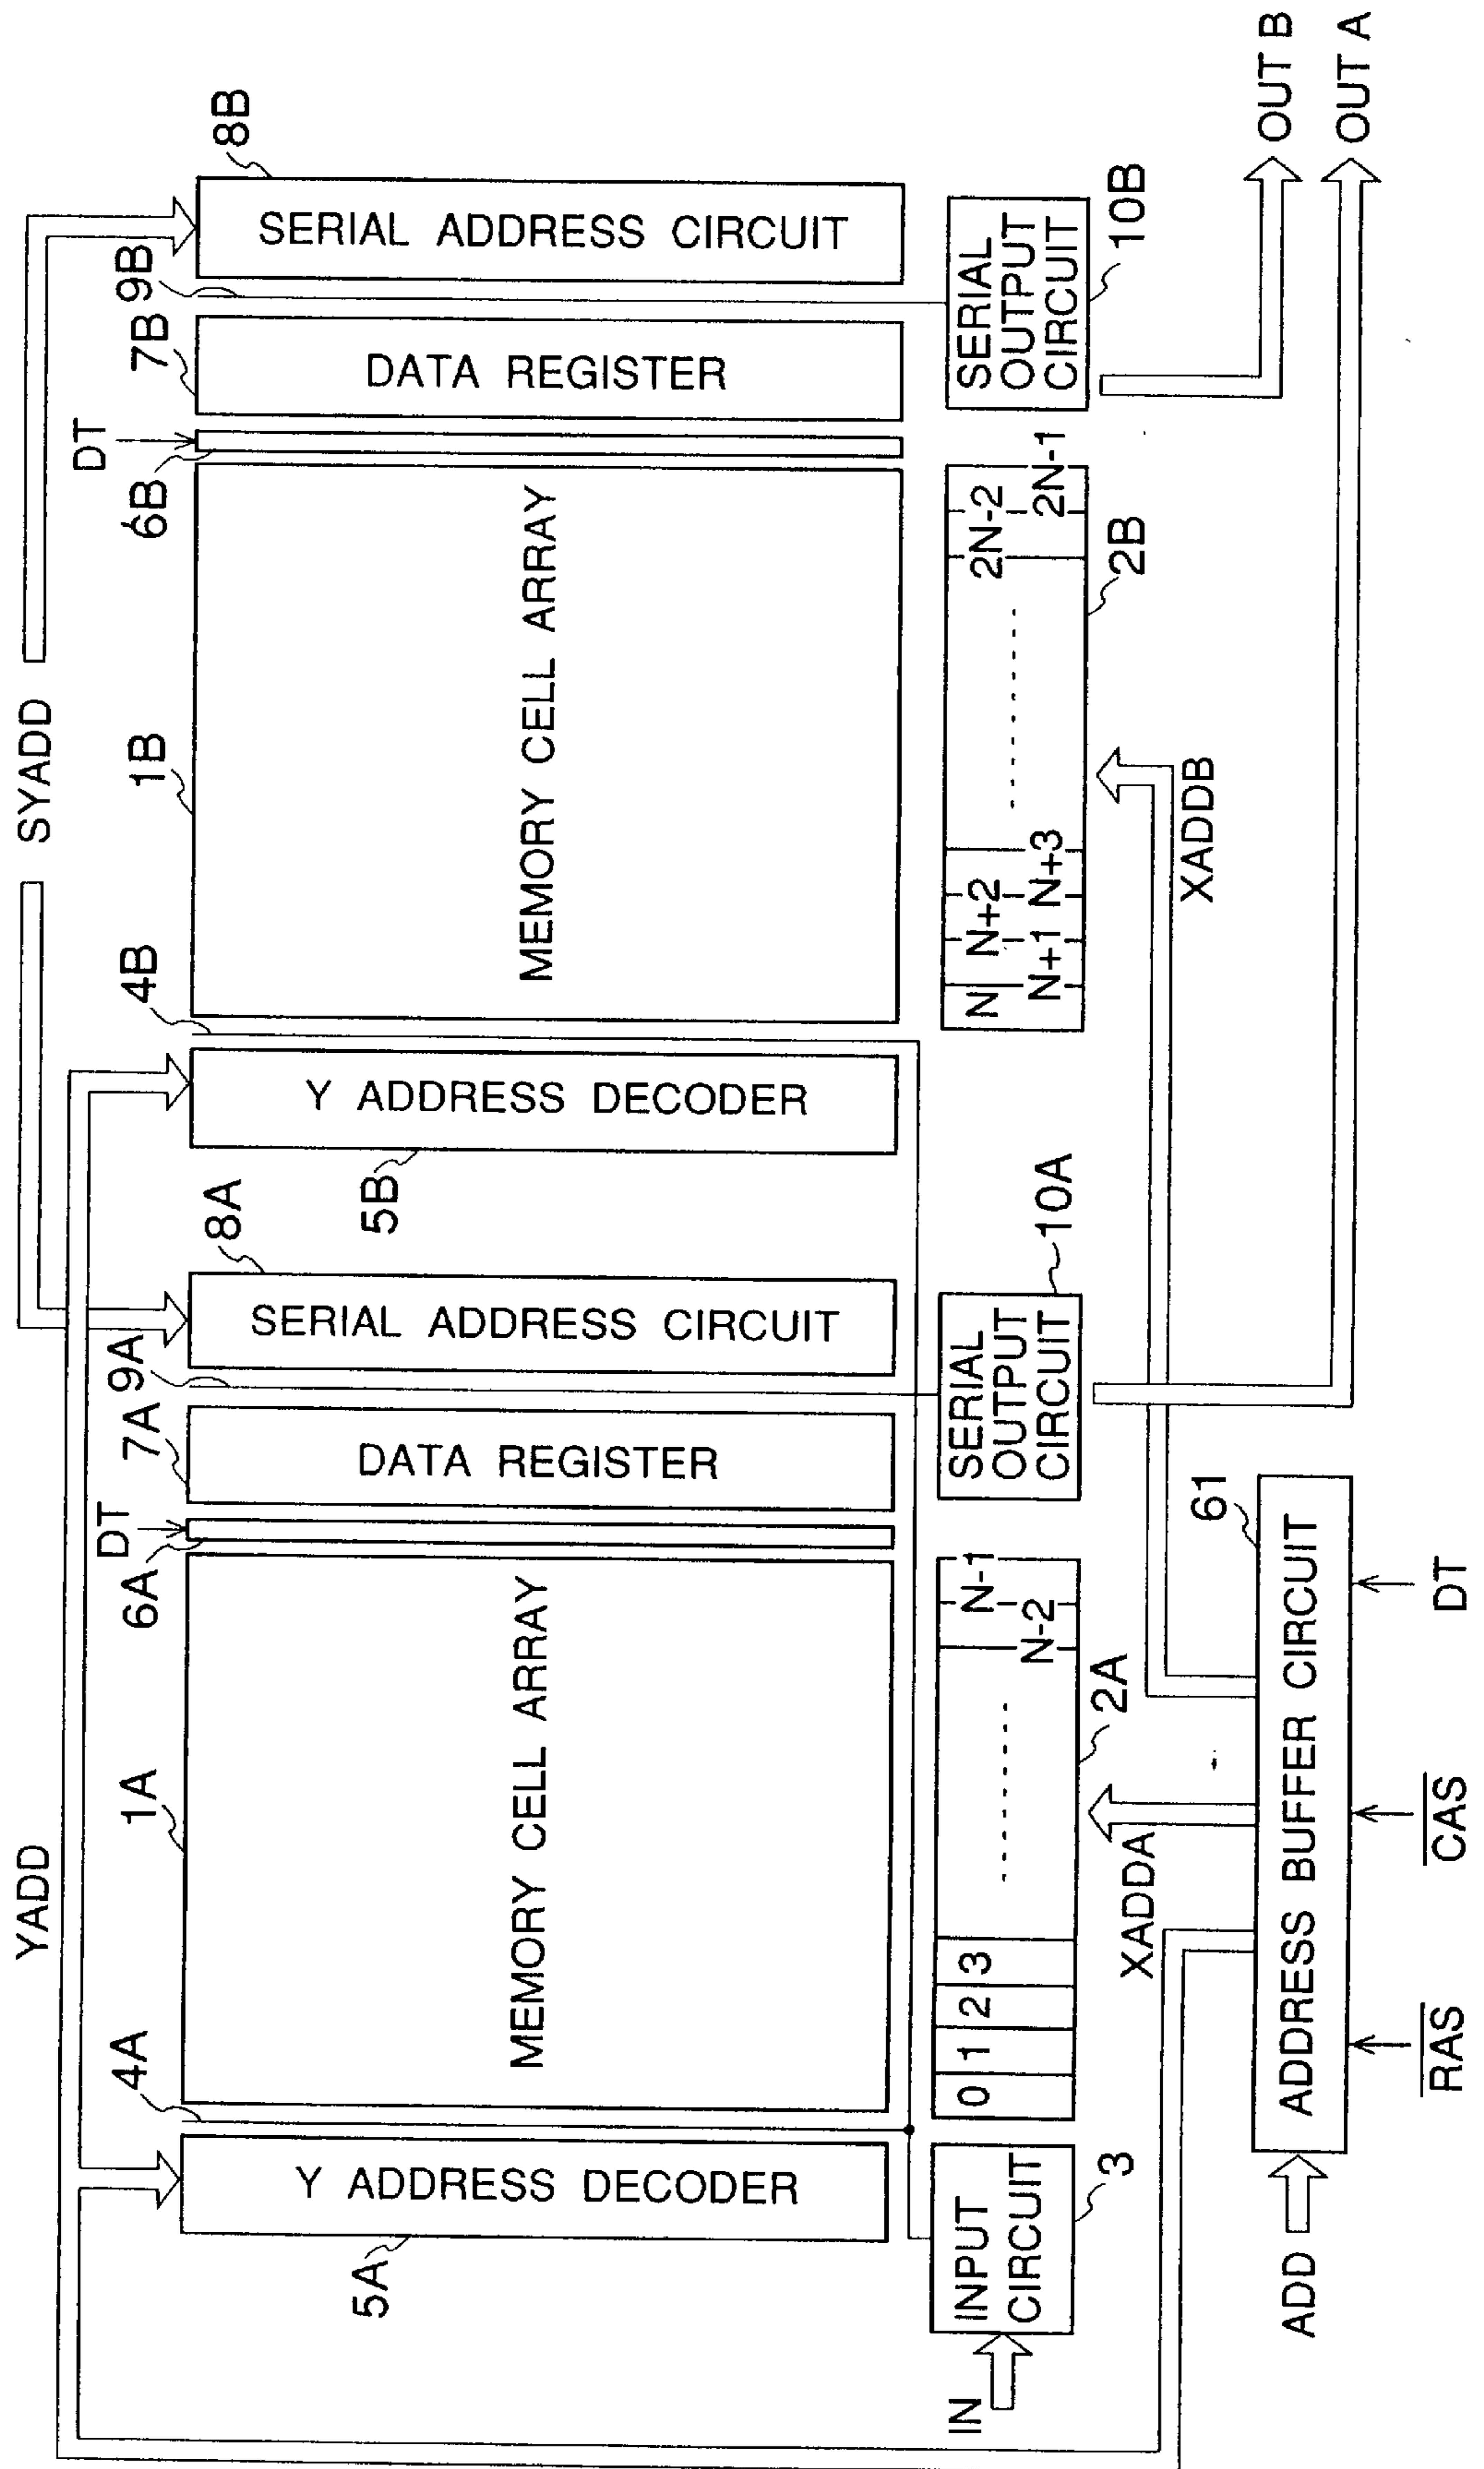 SYADD
YADD
5A
Y ADDRESS DECODER
4A
1A
MEMORY CELL ARRAY
6A
DT
7A
DATA REGISTER
9A
8A
SERIAL ADDRESS CIRCUIT
5B
Y ADDRESS DECODER
4B
1B
MEMORY CELL ARRAY
6B
DT
7B
DATA REGISTER
9B
8B
SERIAL ADDRESS CIRCUIT
IN
INPUT
CIRCUIT
3
0
1
2
3
N-2
N-1
2A
SERIAL
OUTPUT
CIRCUIT
10A
N
N+1
N+2
N+3
2N-2
2N-1
2B
SERIAL
OUTPUT
CIRCUIT
10B
XADDA
XADDB
OUT B
OUT A
ADD
ADDRESS BUFFER CIRCUIT
61
R̅A̅S̅
C̅A̅S̅
DT